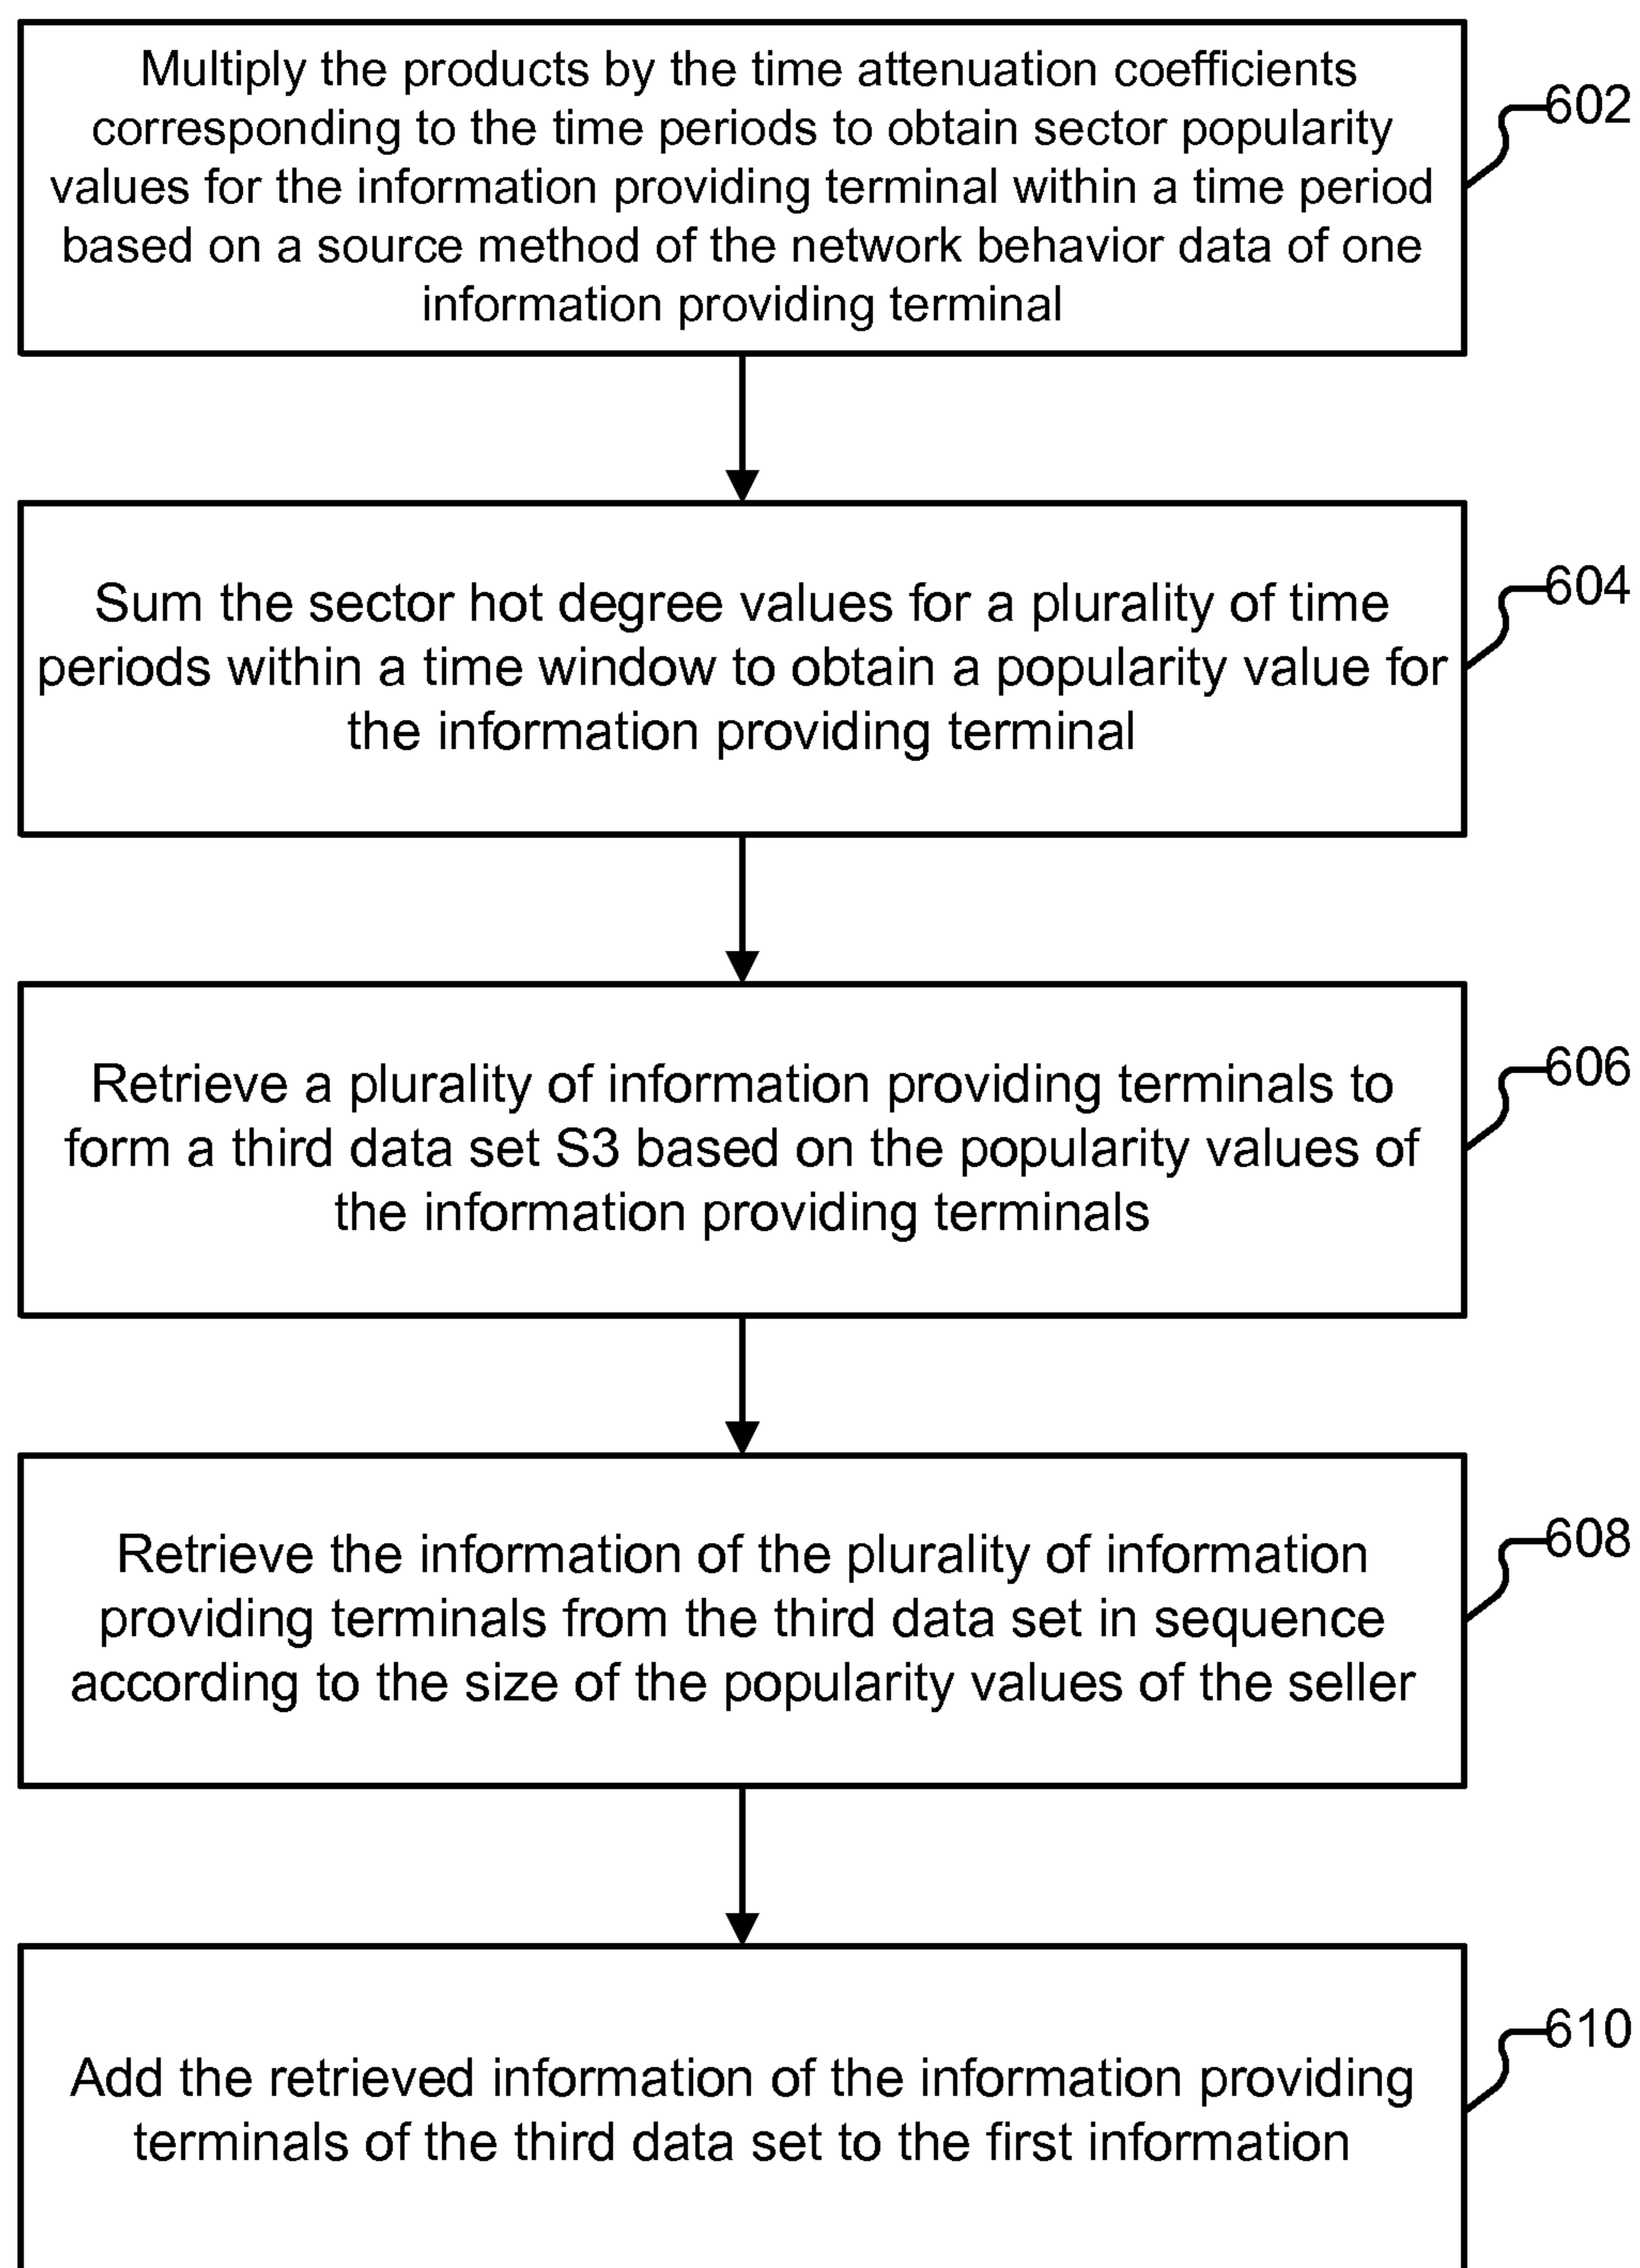 Multiply the products by the time attenuation coefficients
corresponding to the time periods to obtain sector popularity
values for the information providing terminal within a time period
based on a source method of the network behavior data of one
information providing terminal
602
Sum the sector hot degree values for a plurality of time
periods within a time window to obtain a popularity value for
the information providing terminal
604
Retrieve a plurality of information providing terminals to
form a third data set S3 based on the popularity values of
the information providing terminals
606
Retrieve the information of the plurality of information
providing terminals from the third data set in sequence
according to the size of the popularity values of the seller
608
Add the retrieved information of the information providing
terminals of the third data set to the first information
610